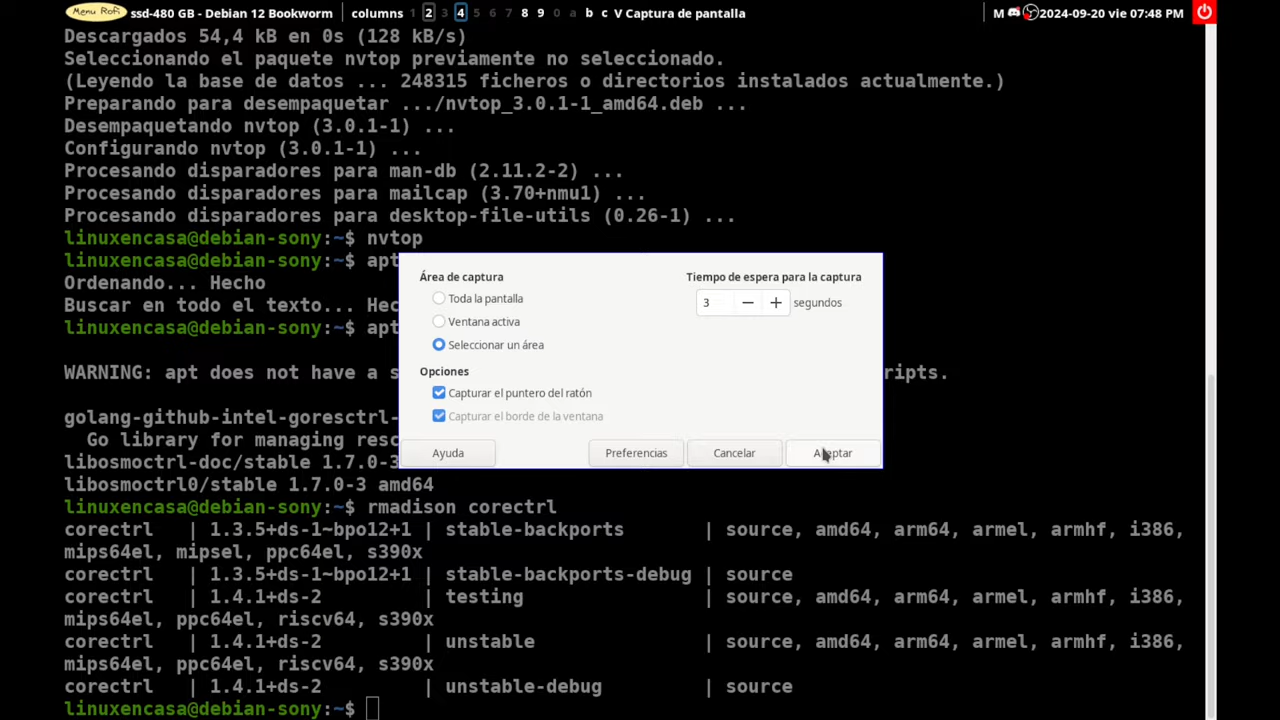 Menu Rofi ssd-480 GB - Debian 12 Bookworm columns 1 2 3 4 5 6 7 8 9 0 a b c V Captura de pantalla M 2024-09-20 vie 07:48 PM
Descargados 54,4 kB en 0s (128 kB/s)
Seleccionando el paquete nvtop previamente no seleccionado.
(Leyendo la base de datos ... 248315 ficheros o directorios instalados actualmente.)
Preparando para desempaquetar .../nvtop_3.0.1-1_amd64.deb ...
Desempaquetando nvtop (3.0.1-1) ...
Configurando nvtop (3.0.1-1) ...
Procesando disparadores para man-db (2.11.2-2) ...
Procesando disparadores para mailcap (3.70+nmu1) ...
Procesando disparadores para desktop-file-utils (0.26-1) ...
linuxencasa@debian-sony:~$ nvtop
linuxencasa@debian-sony:~$ apt
Ordenando... Hecho
Buscar en todo el texto... Hec
linuxencasa@debian-sony:~$ apt
WARNING: apt does not have a s ripts.
golang-github-intel-goresctrl-
Go library for managing resc
libosmoctrl-doc/stable 1.7.0-3
libosmoctrl0/stable 1.7.0-3 amd64
linuxencasa@debian-sony:~$ rmadison corectrl
corectrl | 1.3.5+ds-1~bpo12+1 | stable-backports | source, amd64, arm64, armel, armhf, i386,
mips64el, mipsel, ppc64el, s390x
corectrl | 1.3.5+ds-1~bpo12+1 | stable-backports-debug | source
corectrl | 1.4.1+ds-2 | testing | source, amd64, arm64, armel, armhf, i386,
mips64el, ppc64el, riscv64, s390x
corectrl | 1.4.1+ds-2 | unstable | source, amd64, arm64, armel, armhf, i386,
mips64el, ppc64el, riscv64, s390x
corectrl | 1.4.1+ds-2 | unstable-debug | source
linuxencasa@debian-sony:~$
Área de captura
Toda la pantalla
Ventana activa
Seleccionar un área
Tiempo de espera para la captura
3 − + segundos
Opciones
Capturar el puntero del ratón
Capturar el borde de la ventana
Ayuda Preferencias Cancelar Aceptar